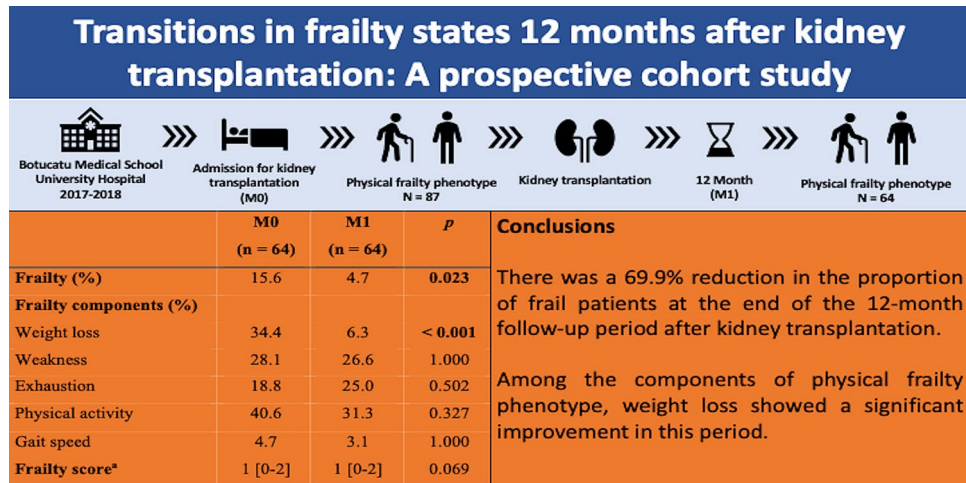 Transitions in frailty states 12 months after kidney
transplantation: A prospective cohort study
Botucatu Medical School
University Hospital
2017-2018
Admission for kidney
transplantation
(M0)
Physical frailty phenotype
N = 87
Kidney transplantation
12 Month
(M1)
Physical frailty phenotype
N = 64
M0 M1 p
(n = 64) (n = 64)
Frailty (%) 15.6 4.7 0.023
Frailty components (%)
Weight loss 34.4 6.3 < 0.001
Weakness 28.1 26.6 1.000
Exhaustion 18.8 25.0 0.502
Physical activity 40.6 31.3 0.327
Gait speed 4.7 3.1 1.000
Frailty scoreᵃ 1 [0-2] 1 [0-2] 0.069
Conclusions
There was a 69.9% reduction in the proportion
of frail patients at the end of the 12-month
follow-up period after kidney transplantation.
Among the components of physical frailty
phenotype, weight loss showed a significant
improvement in this period.